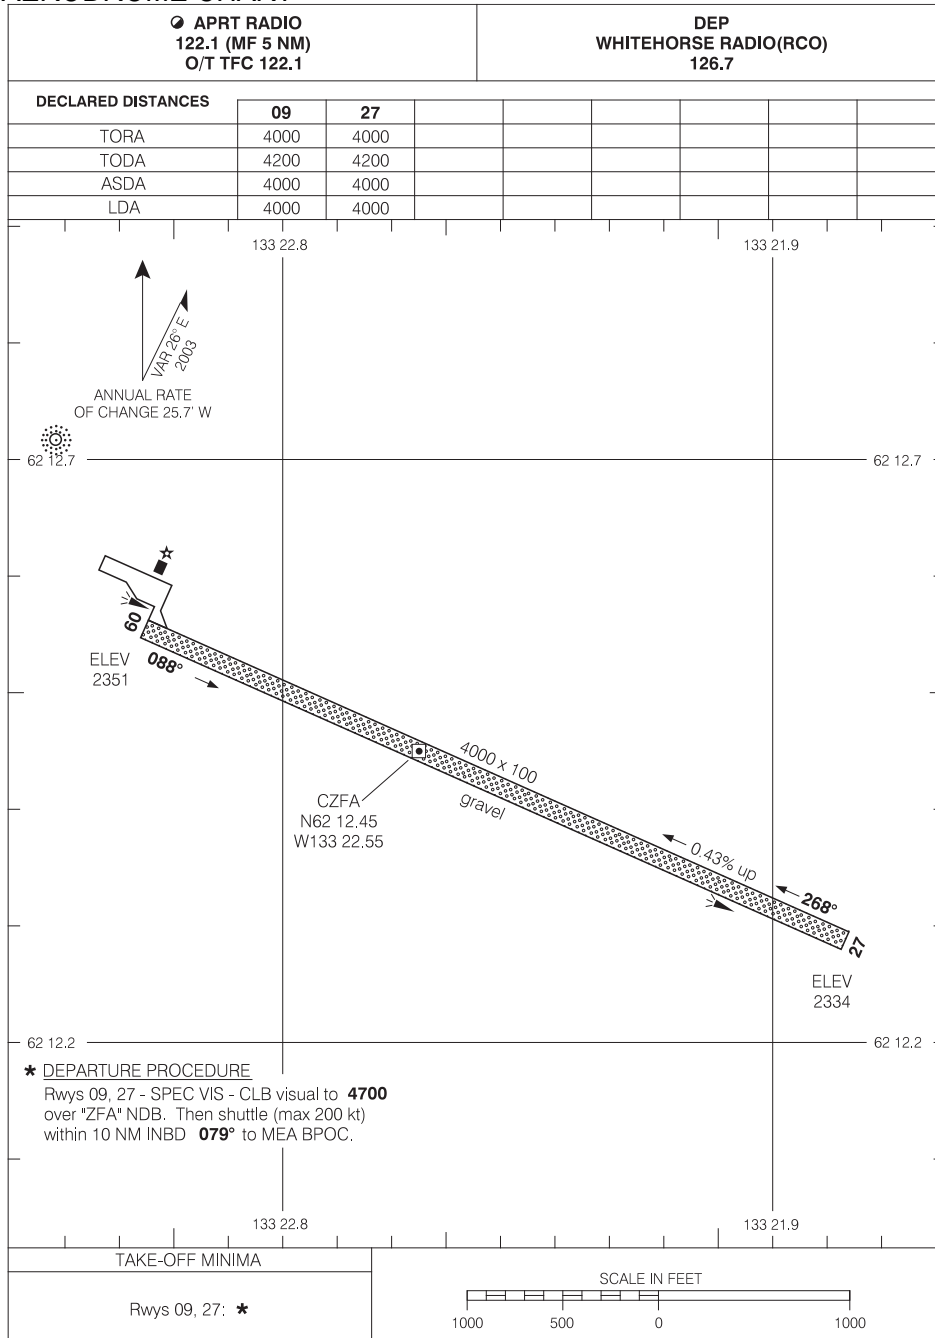 APRT RADIO
122.1 (MF 5 NM)
O/T TFC 122.1
DEP
WHITEHORSE RADIO(RCO)
126.7
DECLARED DISTANCES 09 27
TORA 4000 4000
TODA 4200 4200
ASDA 4000 4000
LDA 4000 4000
133 22.8 133 21.9
VAR 26° E
2003
ANNUAL RATE
OF CHANGE 25.7' W
62 12.7 62 12.7
09
ELEV
2351
088°
4000 x 100
gravel
CZFA
N62 12.45
W133 22.55
0.43% up
268°
27
ELEV
2334
62 12.2 62 12.2
* DEPARTURE PROCEDURE
Rwys 09, 27 - SPEC VIS - CLB visual to 4700
over "ZFA" NDB. Then shuttle (max 200 kt)
within 10 NM INBD 079° to MEA BPOC.
133 22.8 133 21.9
TAKE-OFF MINIMA
Rwys 09, 27: *
SCALE IN FEET
1000 500 0 1000